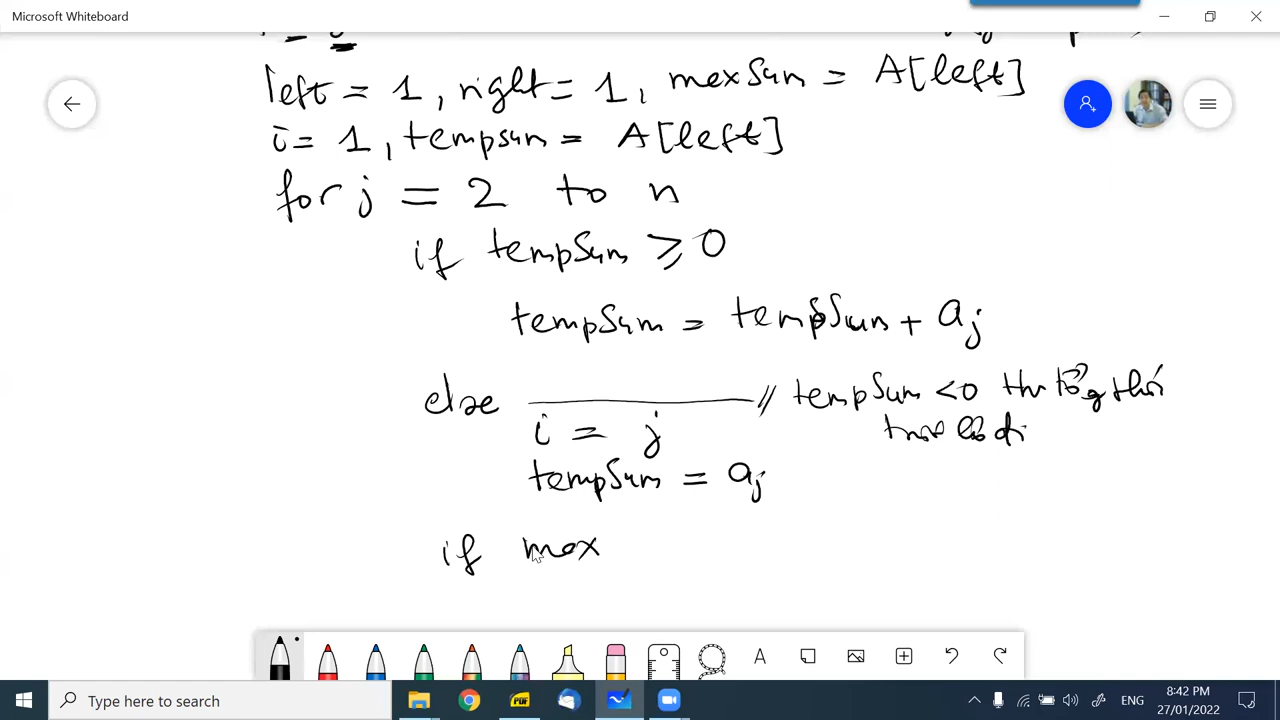 Microsoft Whiteboard
left = 1, right = 1, maxSum = A[left]
i = 1, tempsum = A[left]
for j = 2 to n
if tempSum ≥ 0
tempSum = tempSum + aj
else // tempSum < 0
i = j
tempSum = aj
if max
A
Type here to search
ENG
8:42 PM
27/01/2022